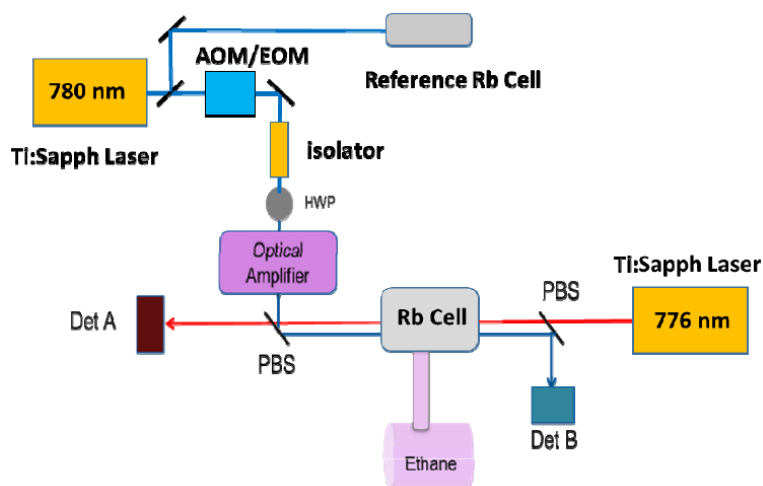 AOM/EOM
780 nm
Reference Rb Cell
Ti:Sapph Laser
isolator
HWP
Optical
Amplifier
Ti:Sapph Laser
PBS
Det A
Rb Cell
776 nm
PBS
Det B
Ethane